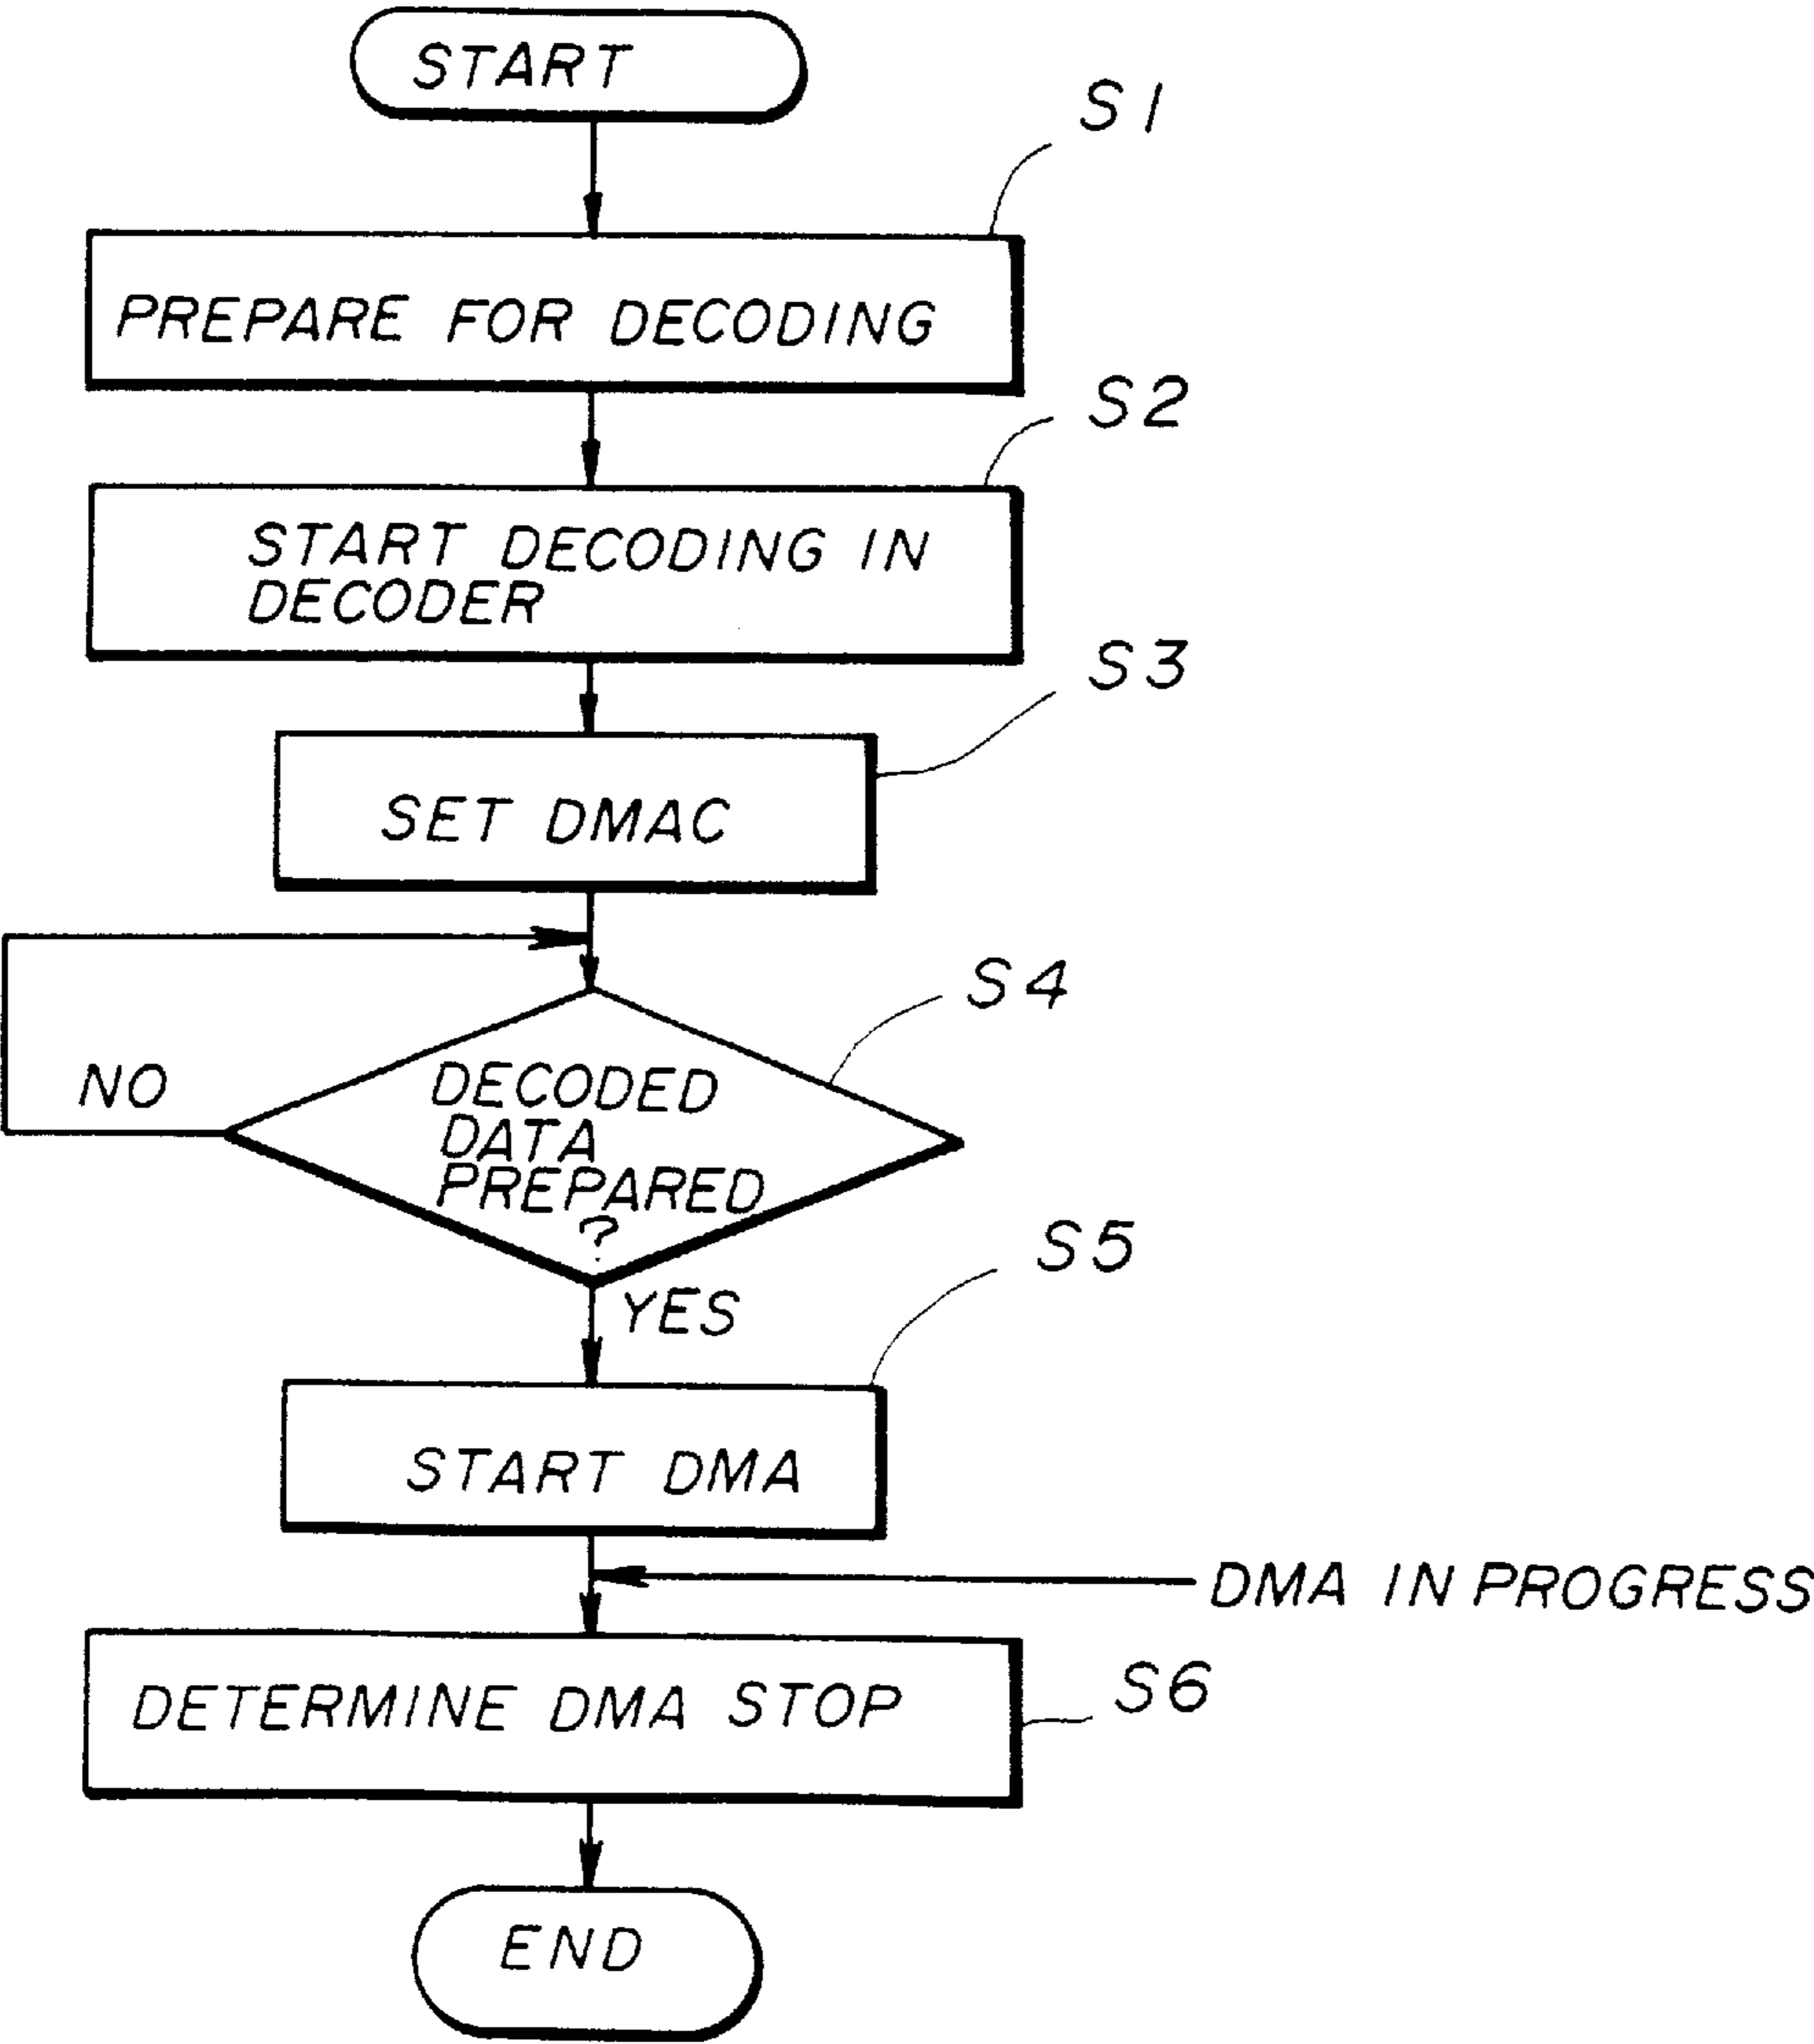 START
S1
PREPARE FOR DECODING
S2
START DECODING IN
DECODER
S3
SET DMAC
S4
NO
DECODED
DATA
PREPARED
?
YES
S5
START DMA
DMA IN PROGRESS
DETERMINE DMA STOP
S6
END